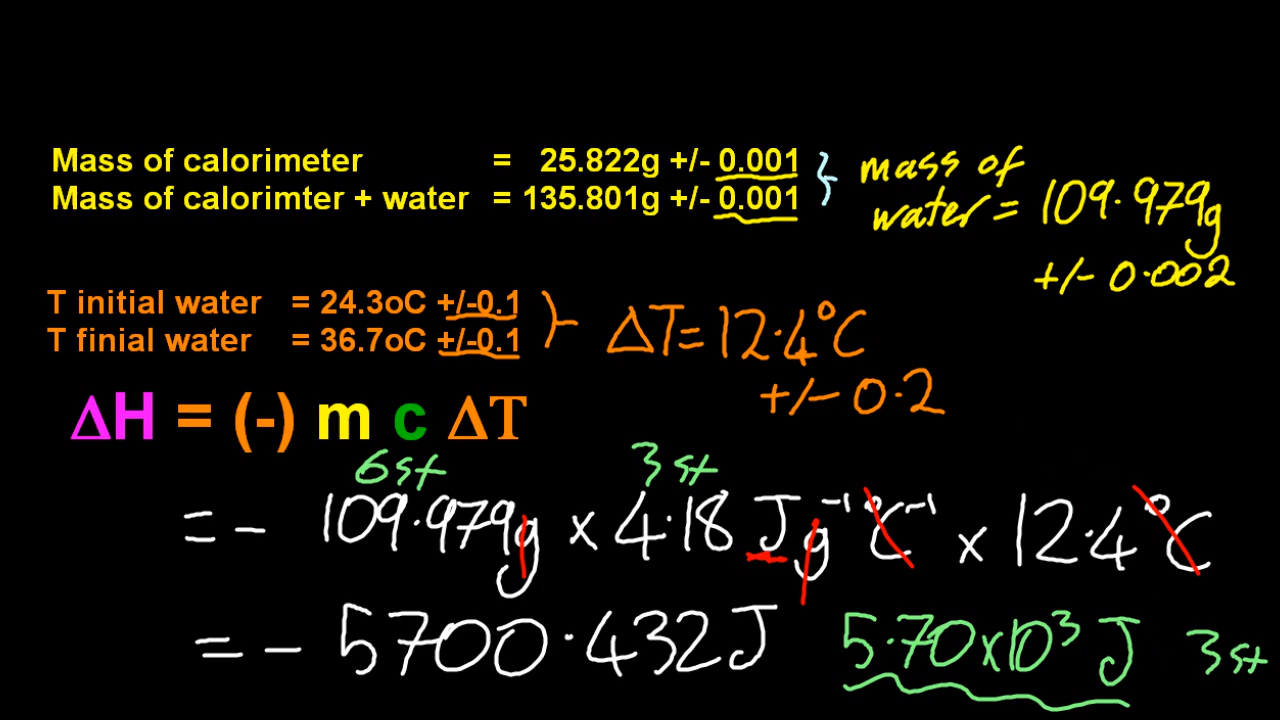 Mass of calorimeter = 25.822g +/- 0.001
Mass of calorimter + water = 135.801g +/- 0.001
} mass of
water = 109.979g
+/- 0.002
T initial water = 24.3oC +/-0.1
T finial water = 36.7oC +/-0.1
} ΔT= 12.4°C
+/- 0.2
ΔH = (-) m c ΔT
6sf 3sf
= - 109.979g x 4.18 J g⁻¹ °C⁻¹ x 12.4°C
= - 5700.432J 5.70x10³ J 3sf